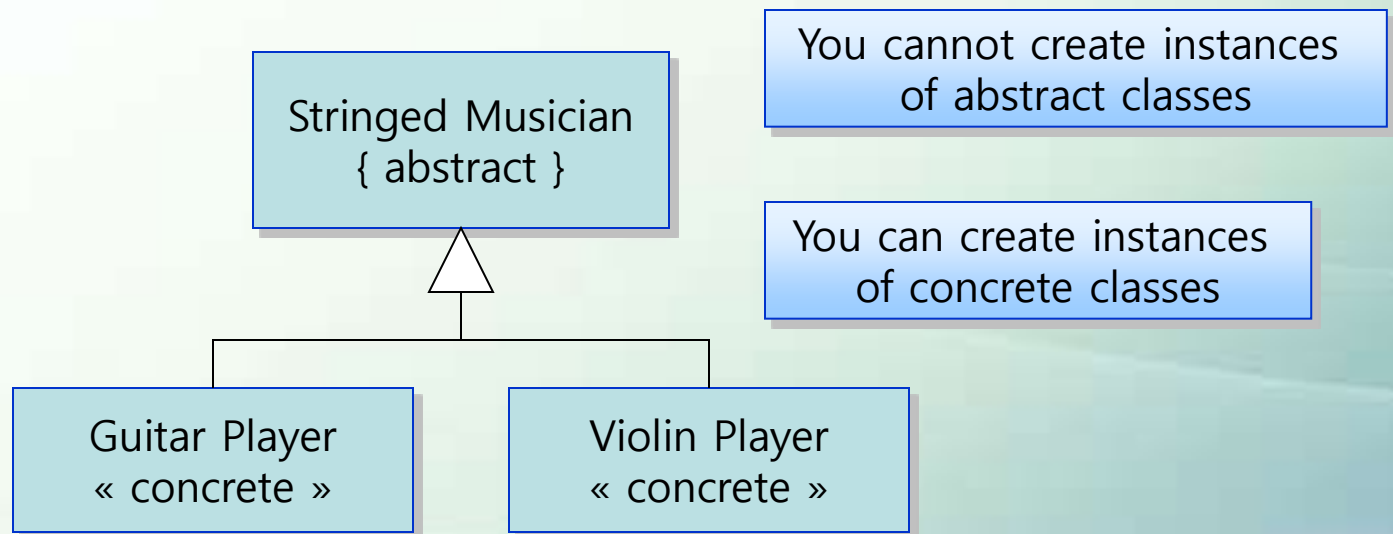 Stringed Musician
{ abstract }
You cannot create instances
of abstract classes
You can create instances
of concrete classes
Guitar Player
« concrete »
Violin Player
« concrete »